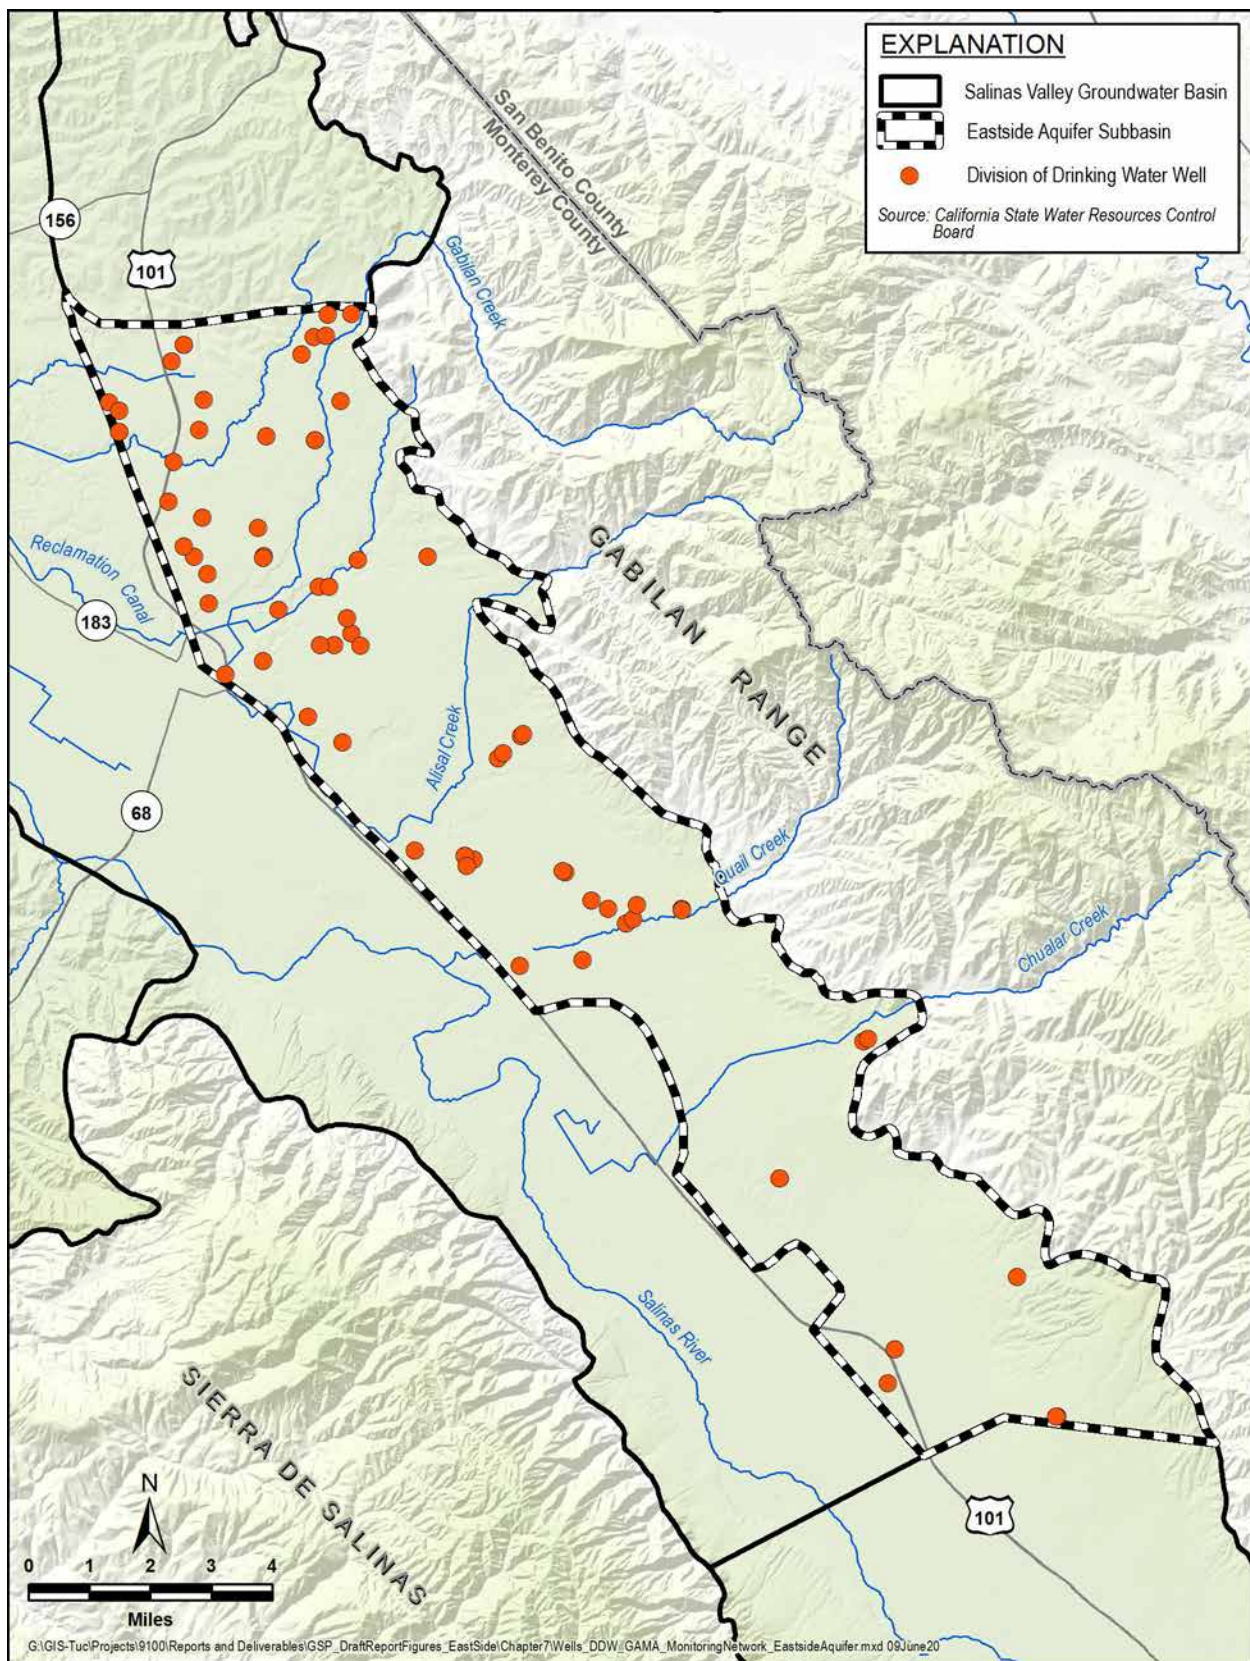 EXPLANATION
Salinas Valley Groundwater Basin
Eastside Aquifer Subbasin
Division of Drinking Water Well
Source: California State Water Resources Control
Board
San Benito County
Monterey County
156
101
Gabilan Creek
Reclamation Canal
183
GABILAN RANGE
Alisal Creek
68
Quail Creek
Chualar Creek
Salinas River
SIERRA DE SALINAS
101
N
0 1 2 3 4
Miles
G:\GIS-Tuc\Projects\9100\Reports and Deliverables\GSP_DraftReportFigures_EastSide\Chapter7\Wells_DDW_GAMA_MonitoringNetwork_EastsideAquifer.mxd 09June20